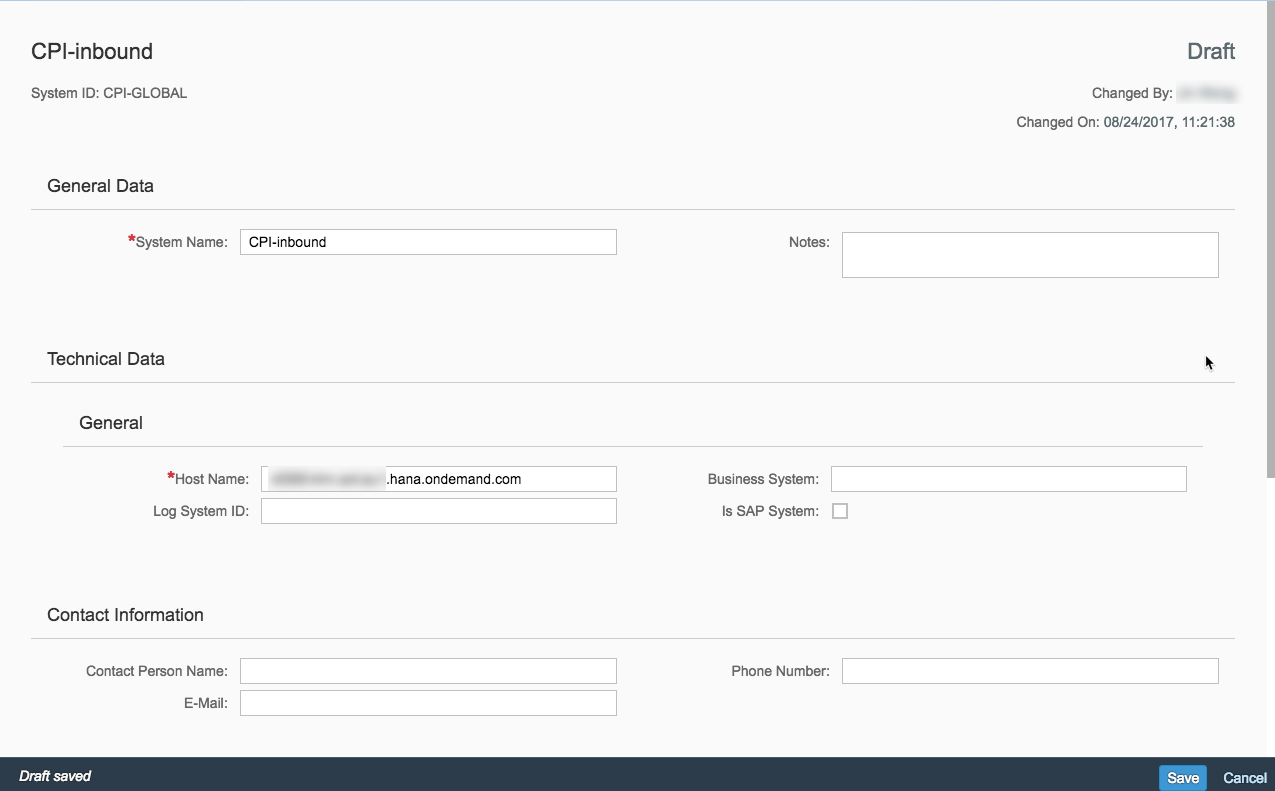 CPI-inbound
Draft
System ID: CPI-GLOBAL
Changed By:
Changed On: 08/24/2017, 11:21:38
General Data
*System Name: CPI-inbound
Notes:
Technical Data
General
*Host Name: .hana.ondemand.com
Business System:
Log System ID:
Is SAP System:
Contact Information
Contact Person Name:
Phone Number:
E-Mail:
Draft saved
Save Cancel